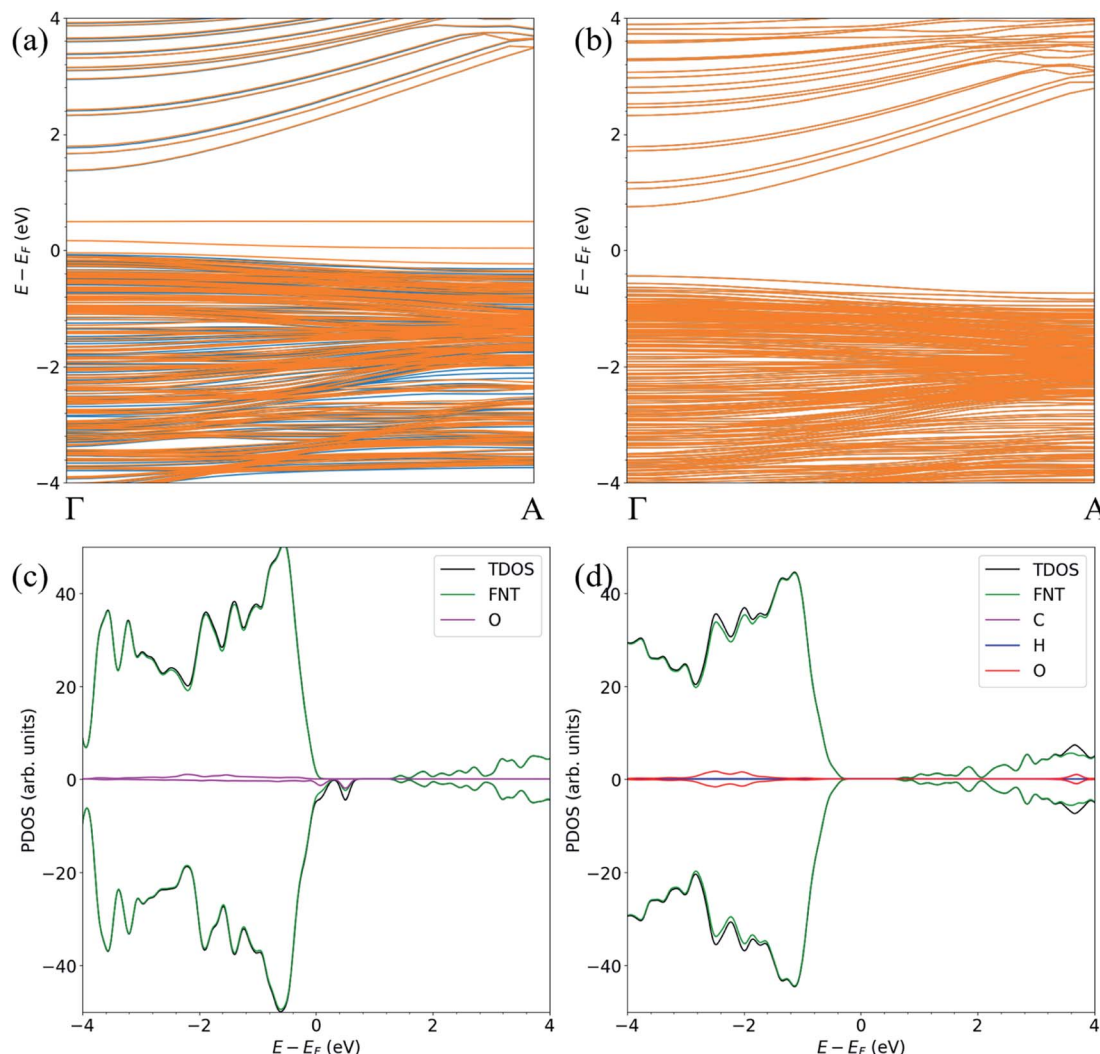 (a)
4
2
0
−2
−4
E − E_F (eV)
Γ
A
(b)
4
2
0
−2
−4
E − E_F (eV)
Γ
A
(c)
TDOS
FNT
O
40
20
0
−20
−40
PDOS (arb. units)
−4 −2 0 2 4
E − E_F (eV)
(d)
TDOS
FNT
C
H
O
40
20
0
−20
−40
PDOS (arb. units)
−4 −2 0 2 4
E − E_F (eV)